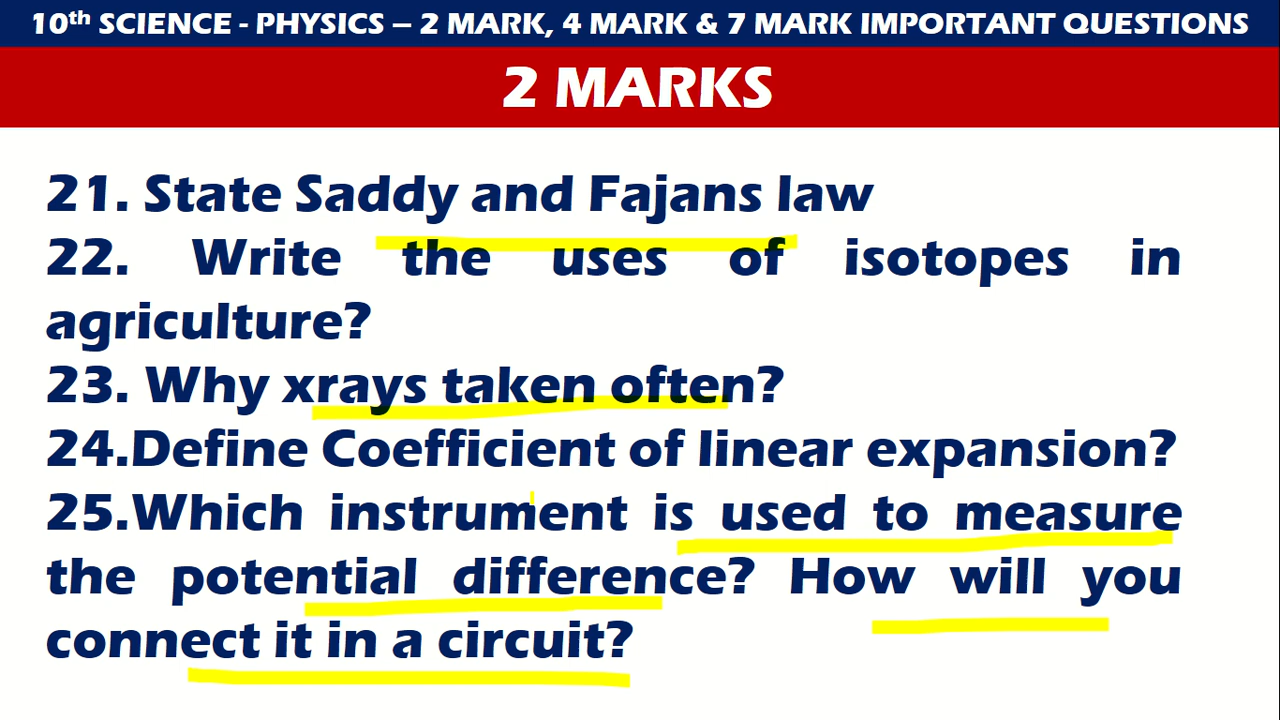 10th SCIENCE - PHYSICS – 2 MARK, 4 MARK & 7 MARK IMPORTANT QUESTIONS
2 MARKS
21. State Saddy and Fajans law
22. Write the uses of isotopes in
agriculture?
23. Why xrays taken often?
24.Define Coefficient of linear expansion?
25.Which instrument is used to measure
the potential difference? How will you
connect it in a circuit?